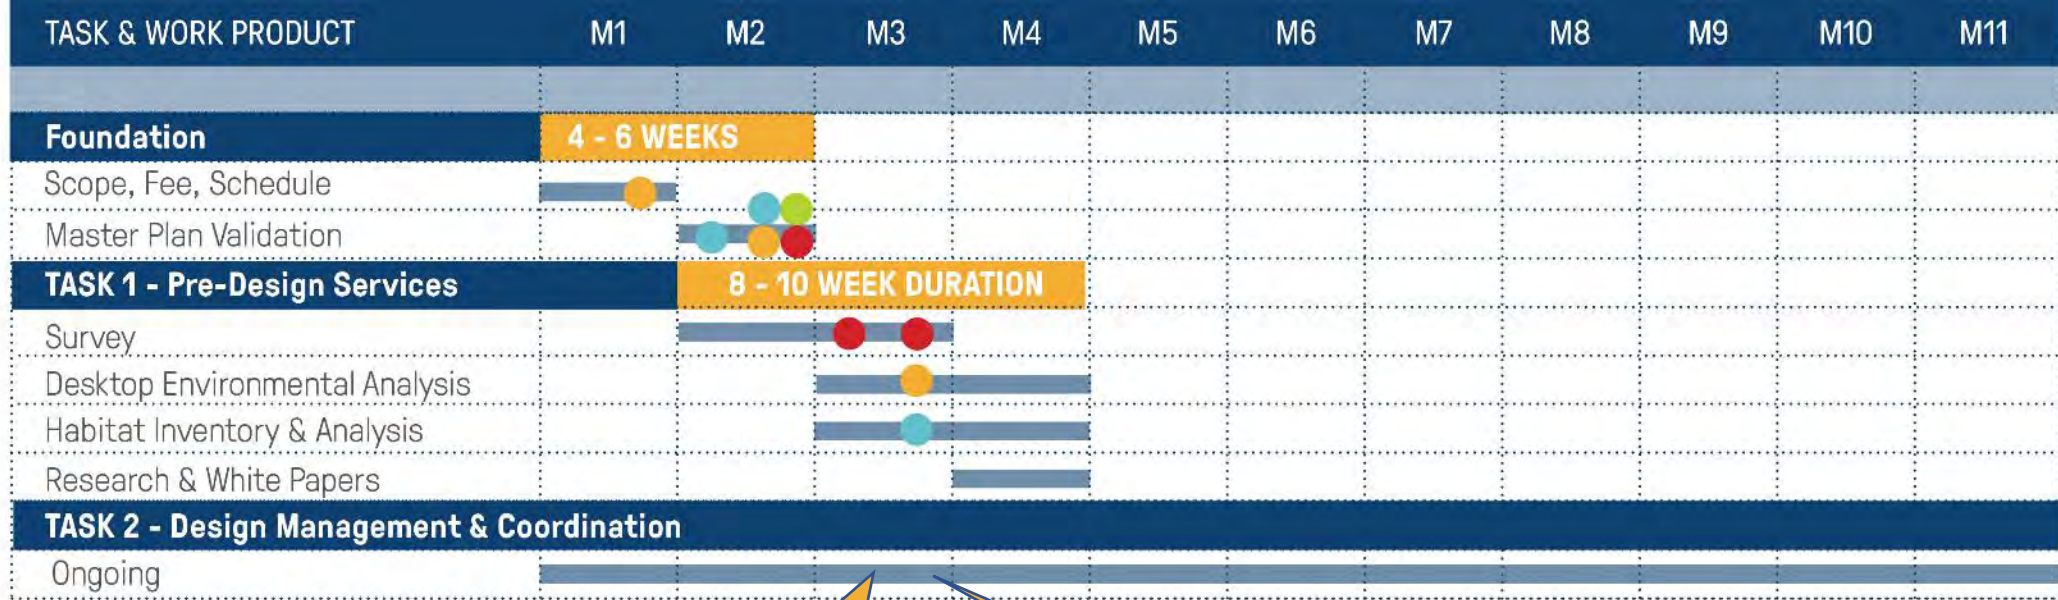 TASK & WORK PRODUCT M1 M2 M3 M4 M5 M6 M7 M8 M9 M10 M11
Foundation 4 - 6 WEEKS
Scope, Fee, Schedule
Master Plan Validation
TASK 1 - Pre-Design Services 8 - 10 WEEK DURATION
Survey
Desktop Environmental Analysis
Habitat Inventory & Analysis
Research & White Papers
TASK 2 - Design Management & Coordination
Ongoing